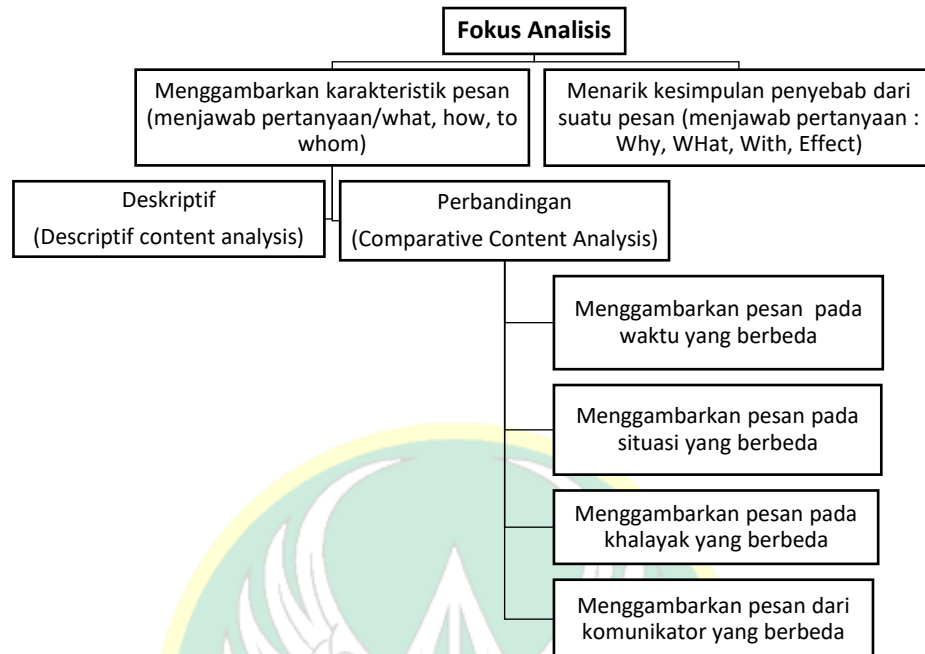 Fokus Analisis
Menggambarkan karakteristik pesan
(menjawab pertanyaan/what, how, to
whom)
Menarik kesimpulan penyebab dari
suatu pesan (menjawab pertanyaan :
Why, WHat, With, Effect)
Deskriptif
(Descriptif content analysis)
Perbandingan
(Comparative Content Analysis)
Menggambarkan pesan pada
waktu yang berbeda
Menggambarkan pesan pada
situasi yang berbeda
Menggambarkan pesan pada
khalayak yang berbeda
Menggambarkan pesan dari
komunikator yang berbeda